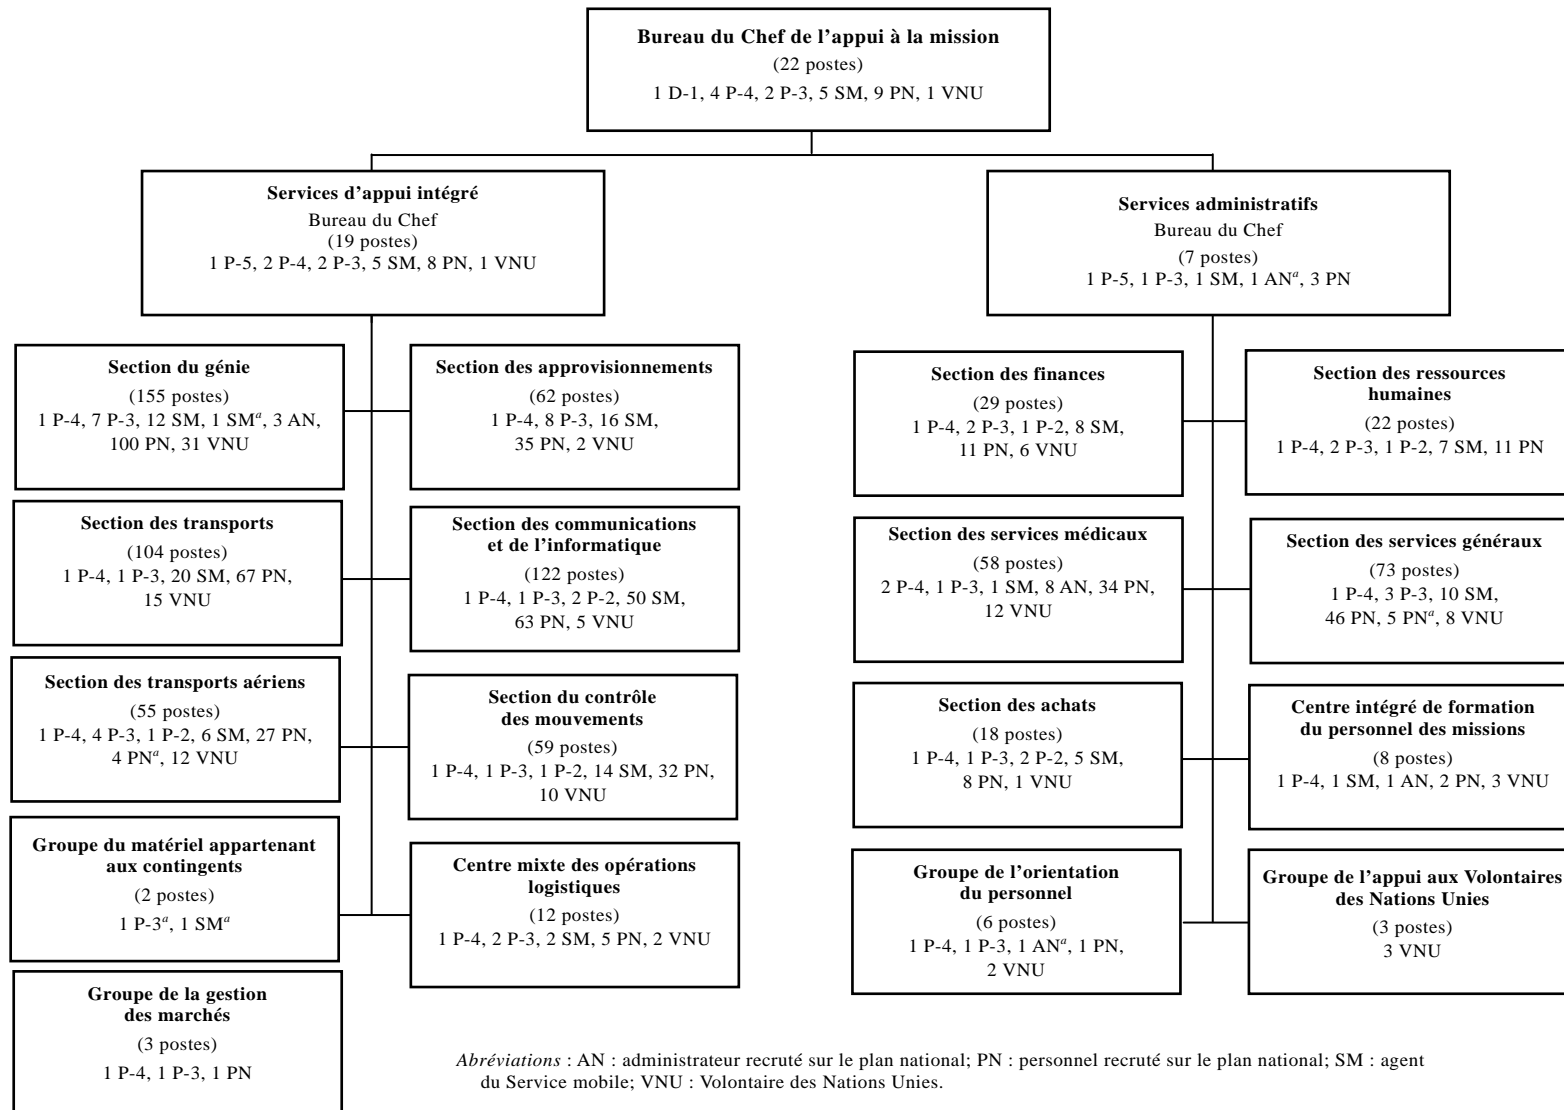 Bureau du Chef de l’appui à la mission
(22 postes)
1 D-1, 4 P-4, 2 P-3, 5 SM, 9 PN, 1 VNU
Services d’appui intégré
Bureau du Chef
(19 postes)
1 P-5, 2 P-4, 2 P-3, 5 SM, 8 PN, 1 VNU
Services administratifs
Bureau du Chef
(7 postes)
1 P-5, 1 P-3, 1 SM, 1 ANa, 3 PN
Section du génie
(155 postes)
1 P-4, 7 P-3, 12 SM, 1 SMa, 3 AN,
100 PN, 31 VNU
Section des approvisionnements
(62 postes)
1 P-4, 8 P-3, 16 SM,
35 PN, 2 VNU
Section des finances
(29 postes)
1 P-4, 2 P-3, 1 P-2, 8 SM,
11 PN, 6 VNU
Section des ressources
humaines
(22 postes)
1 P-4, 2 P-3, 1 P-2, 7 SM, 11 PN
Section des transports
(104 postes)
1 P-4, 1 P-3, 20 SM, 67 PN,
15 VNU
Section des communications
et de l’informatique
(122 postes)
1 P-4, 1 P-3, 2 P-2, 50 SM,
63 PN, 5 VNU
Section des services médicaux
(58 postes)
2 P-4, 1 P-3, 1 SM, 8 AN, 34 PN,
12 VNU
Section des services généraux
(73 postes)
1 P-4, 3 P-3, 10 SM,
46 PN, 5 PNa, 8 VNU
Section des transports aériens
(55 postes)
1 P-4, 4 P-3, 1 P-2, 6 SM, 27 PN,
4 PNa, 12 VNU
Section du contrôle
des mouvements
(59 postes)
1 P-4, 1 P-3, 1 P-2, 14 SM, 32 PN,
10 VNU
Section des achats
(18 postes)
1 P-4, 1 P-3, 2 P-2, 5 SM,
8 PN, 1 VNU
Centre intégré de formation
du personnel des missions
(8 postes)
1 P-4, 1 SM, 1 AN, 2 PN, 3 VNU
Groupe du matériel appartenant
aux contingents
(2 postes)
1 P-3a, 1 SMa
Centre mixte des opérations
logistiques
(12 postes)
1 P-4, 2 P-3, 2 SM, 5 PN, 2 VNU
Groupe de l’orientation
du personnel
(6 postes)
1 P-4, 1 P-3, 1 ANa, 1 PN,
2 VNU
Groupe de l’appui aux Volontaires
des Nations Unies
(3 postes)
3 VNU
Groupe de la gestion
des marchés
(3 postes)
1 P-4, 1 P-3, 1 PN
Abréviations : AN : administrateur recruté sur le plan national; PN : personnel recruté sur le plan national; SM : agent
du Service mobile; VNU : Volontaire des Nations Unies.